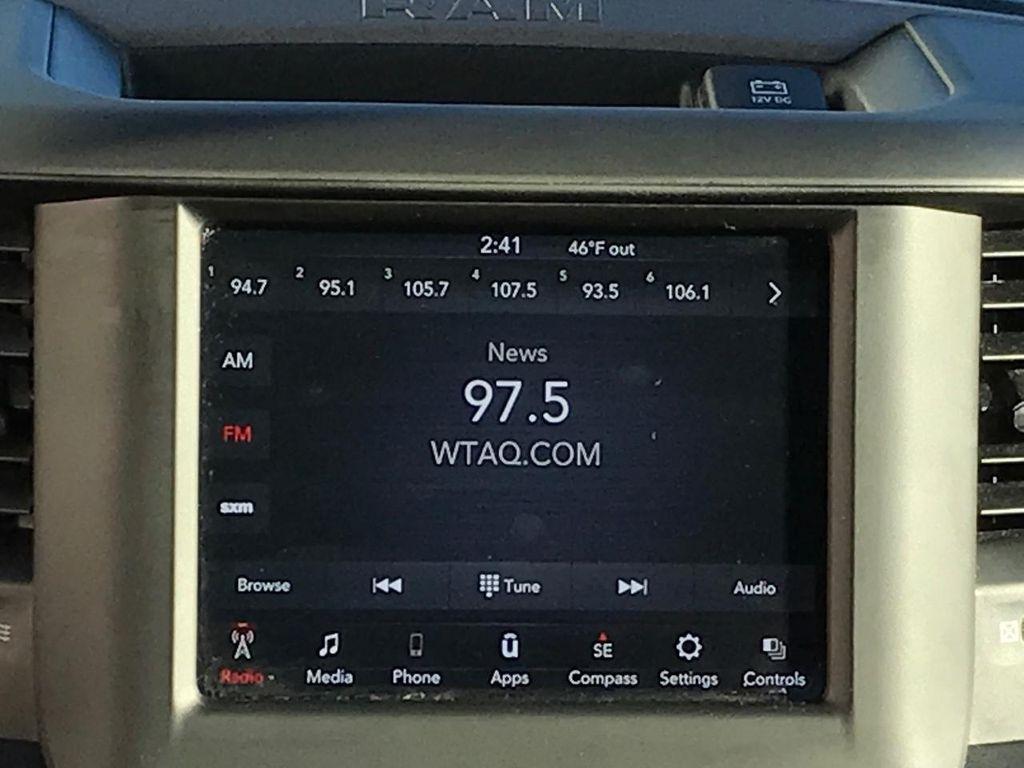 RAM
12V DC
2:41 46°F out
1 94.7 2 95.1 3 105.7 4 107.5 5 93.5 6 106.1
AM
News
97.5
FM
WTAQ.COM
sxm
Browse Tune Audio
SE
Radio Media Phone Apps Compass Settings Controls